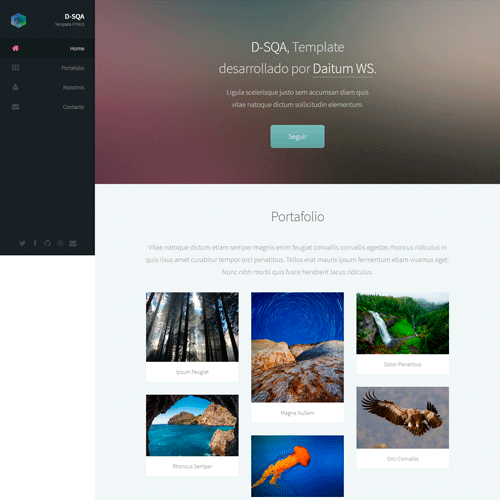 D-SQA
Template HTML5
Home
Portafolio
Nosotros
Contacto
D-SQA, Template
desarrollado por Daitum WS.
Ligula scelerisque justo sem accumsan diam quis
vitae natoque dictum sollicitudin elementum.
Seguir
Portafolio
Vitae natoque dictum etiam semper magnis enim feugiat convallis convallis egestas rhoncus ridiculus in
quis risus amet curabitur tempor orci penatibus. Tellus erat mauris ipsum fermentum etiam vivamus eget.
Nunc nibh morbi quis fusce hendrerit lacus ridiculus.
Ipsum Feugiat
Rhoncus Semper
Magna Nullam
Dolor Penatibus
Orci Convallis